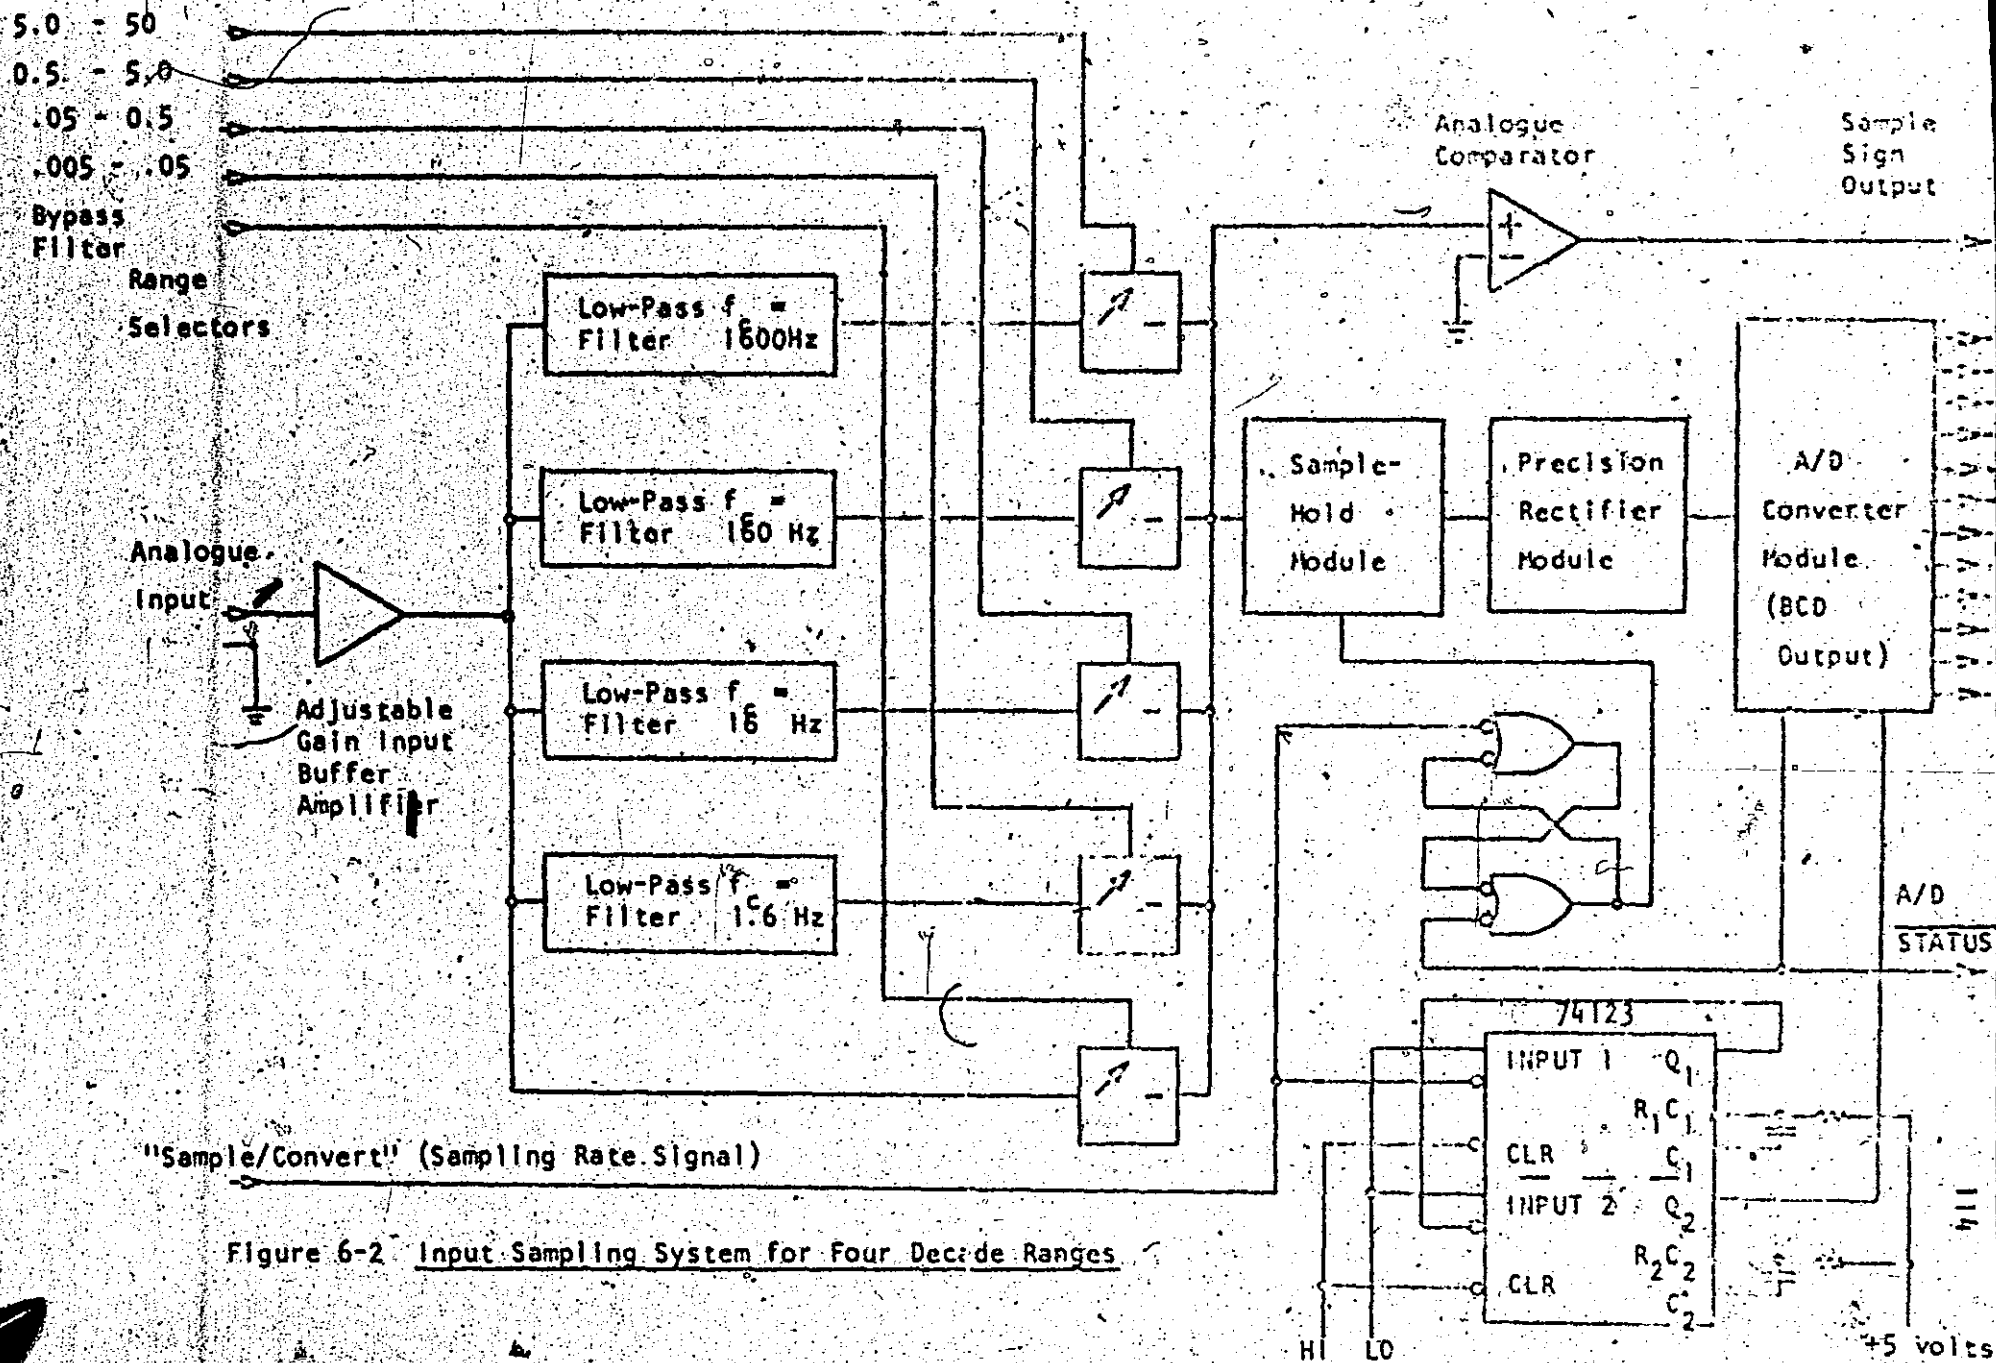 5.0 - 50
0.5 - 5.0
.05 - 0.5
.005 - .05
Bypass
Filter
Range
Selectors
Analogue
Input
Adjustable
Gain Input
Buffer
Amplifier
Low-Pass fc =
Filter 1600Hz
Low-Pass fc =
Filter 160 Hz
Low-Pass fc =
Filter 16 Hz
Low-Pass fc =
Filter 1.6 Hz
Analogue
Comparator
+
-
Sample
Sign
Output
Sample-
Hold
Module
Precision
Rectifier
Module
A/D
Converter
Module
(BCD
Output)
A/D
STATUS
74123
INPUT 1 Q1
R1C1
CLR C1
INPUT 2 Q2
R2C2
CLR C2
HI LO
+5 volts
"Sample/Convert" (Sampling Rate Signal)
Figure 6-2 Input Sampling System for Four Decade Ranges
114